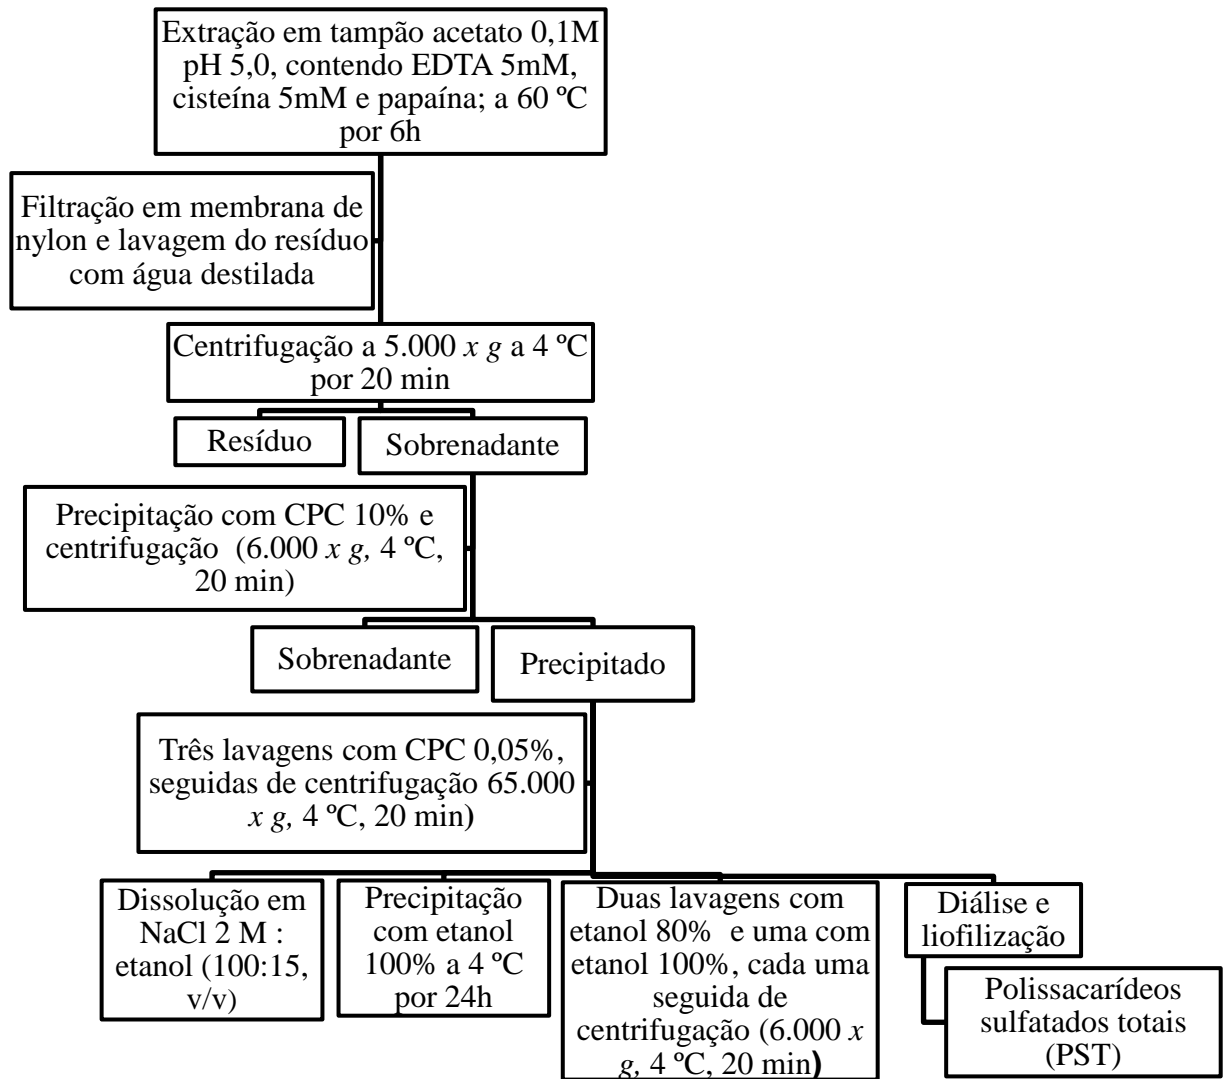 Extração em tampão acetato 0,1M
pH 5,0, contendo EDTA 5mM,
cisteína 5mM e papaína; a 60 ºC
por 6h
Filtração em membrana de
nylon e lavagem do resíduo
com água destilada
Centrifugação a 5.000 x g a 4 ºC
por 20 min
Resíduo
Sobrenadante
Precipitação com CPC 10% e
centrifugação (6.000 x g, 4 ºC,
20 min)
Sobrenadante
Precipitado
Três lavagens com CPC 0,05%,
seguidas de centrifugação 65.000
x g, 4 ºC, 20 min)
Dissolução em
NaCl 2 M :
etanol (100:15,
v/v)
Precipitação
com etanol
100% a 4 ºC
por 24h
Duas lavagens com
etanol 80% e uma com
etanol 100%, cada uma
seguida de
centrifugação (6.000 x
g, 4 ºC, 20 min)
Diálise e
liofilização
Polissacarídeos
sulfatados totais
(PST)